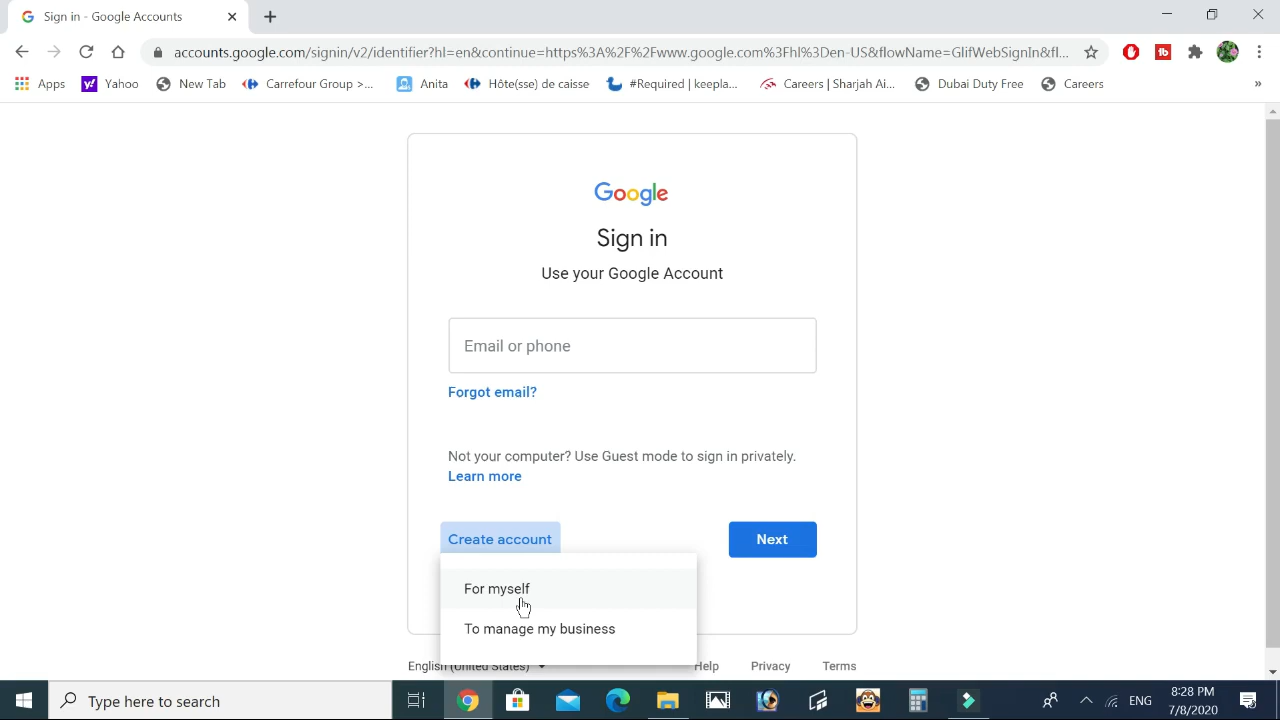 Sign in - Google Accounts
accounts.google.com/signin/v2/identifier?hl=en&continue=https%3A%2F%2Fwww.google.com%3Fhl%3Den-US&flowName=GlifWebSignIn&fl...
Apps Yahoo New Tab Carrefour Group >... Anita Hôte(sse) de caisse #Required | keepla... Careers | Sharjah Ai... Dubai Duty Free Careers »
Google
Sign in
Use your Google Account
Email or phone
Forgot email?
Not your computer? Use Guest mode to sign in privately.
Learn more
Create account Next
For myself
To manage my business
English (United States) Help Privacy Terms
Type here to search ENG 8:28 PM
7/8/2020